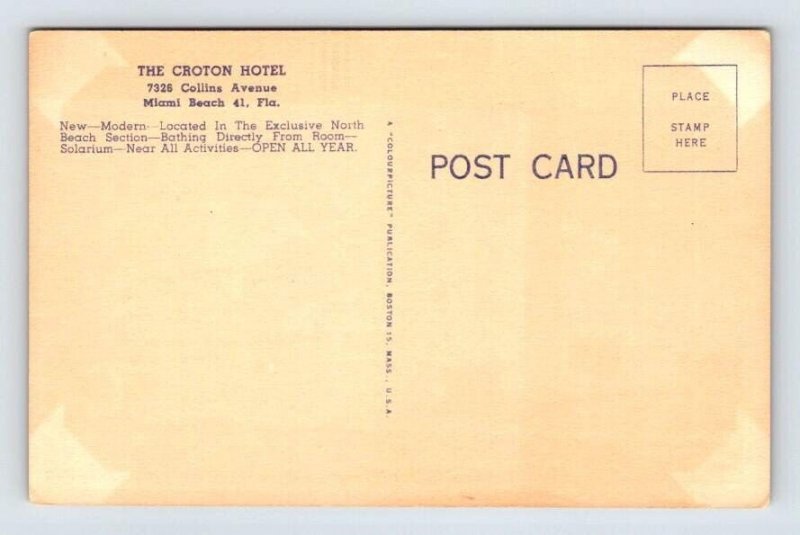 THE CROTON HOTEL
7326 Collins Avenue
Miami Beach 41, Fla.
New—Modern—Located In The Exclusive North
Beach Section—Bathing Directly From Room—
Solarium—Near All Activities—OPEN ALL YEAR.
A "COLOURPICTURE" PUBLICATION, BOSTON 15, MASS., U.S.A.
POST CARD
PLACE
STAMP
HERE